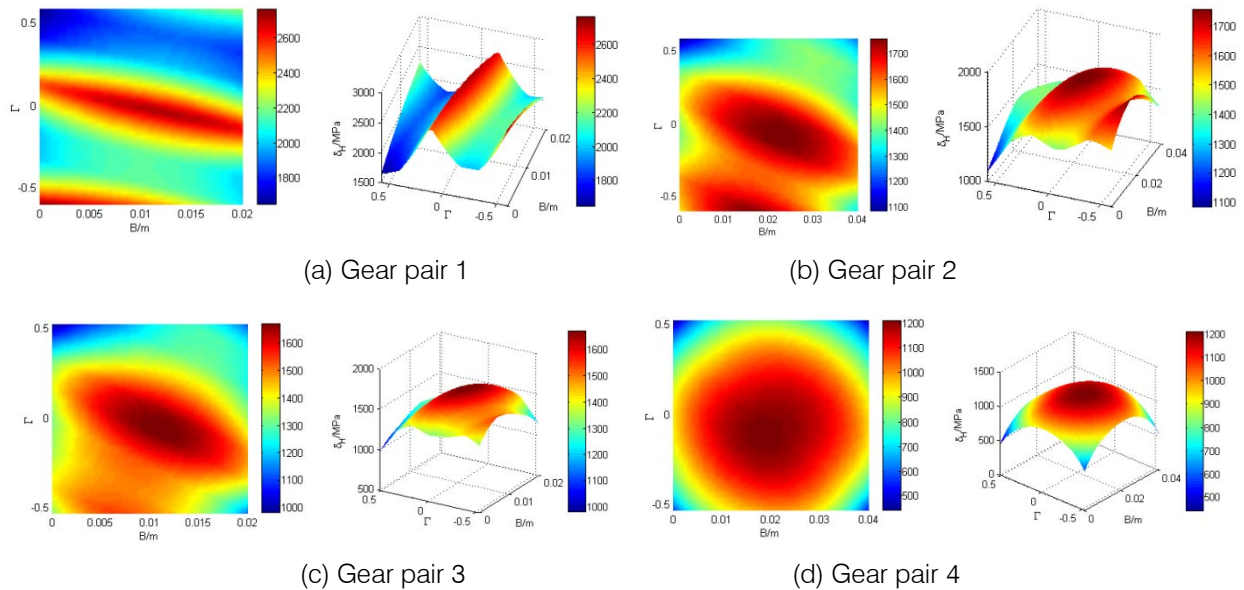 0.5
0
-0.5
Γ
0 0.005 0.01 0.015 0.02
B/m
2600
2400
2200
2000
1800
3000
2500
2000
1500
δH/MPa
0.5 0 -0.5
Γ
0 0.01 0.02
B/m
2600
2400
2200
2000
1800
(a) Gear pair 1
0.5
0
-0.5
Γ
0 0.01 0.02 0.03 0.04
B/m
1700
1600
1500
1400
1300
1200
1100
2000
1500
1000
δH/MPa
0.5 0 -0.5
Γ
0 0.02 0.04
B/m
1700
1600
1500
1400
1300
1200
1100
(b) Gear pair 2
0.5
0
-0.5
Γ
0 0.005 0.01 0.015 0.02
B/m
1600
1500
1400
1300
1200
1100
1000
2000
1500
1000
500
δH/MPa
0.5 0 -0.5
Γ
0 0.01 0.02
B/m
1600
1500
1400
1300
1200
1100
1000
(c) Gear pair 3
0.5
0
-0.5
Γ
0 0.01 0.02 0.03 0.04
B/m
1200
1100
1000
900
800
700
600
500
1500
1000
500
0
δH/MPa
0.5 0 -0.5
Γ
0 0.02 0.04
B/m
1200
1100
1000
900
800
700
600
500
(d) Gear pair 4